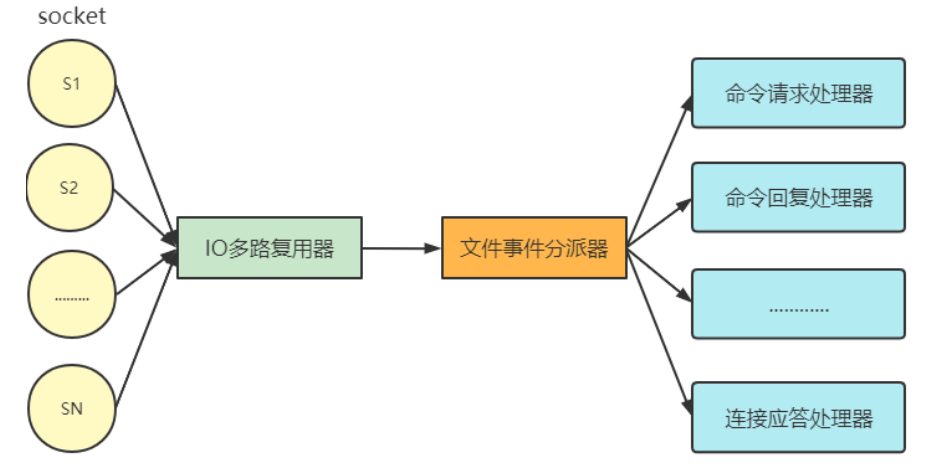 socket
S1
S2
.........
SN
IO多路复用器
文件事件分派器
命令请求处理器
命令回复处理器
............
连接应答处理器